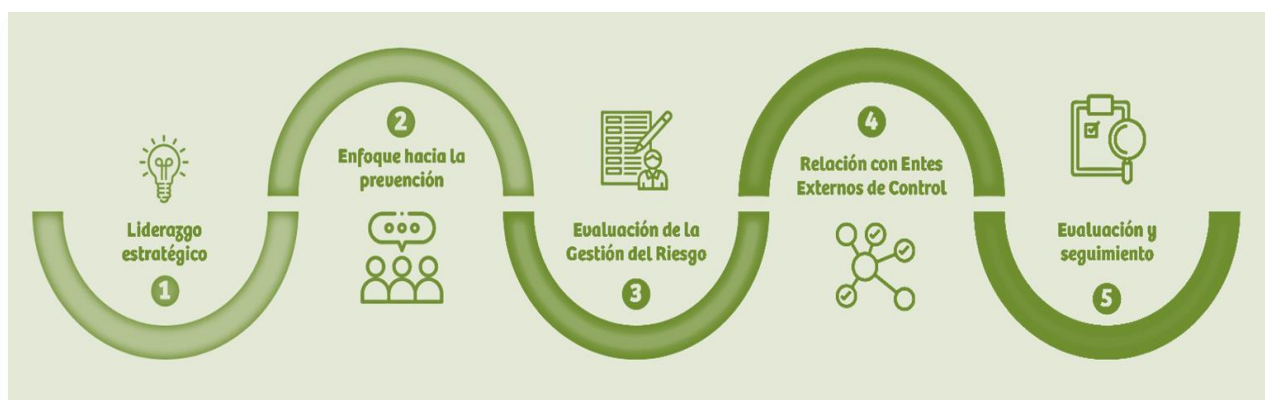 Liderazgo
estratégico
1
2
Enfoque hacia la
prevención
Evaluación de la
Gestión del Riesgo
3
4
Relación con Entes
Externos de Control
Evaluación y
seguimiento
5